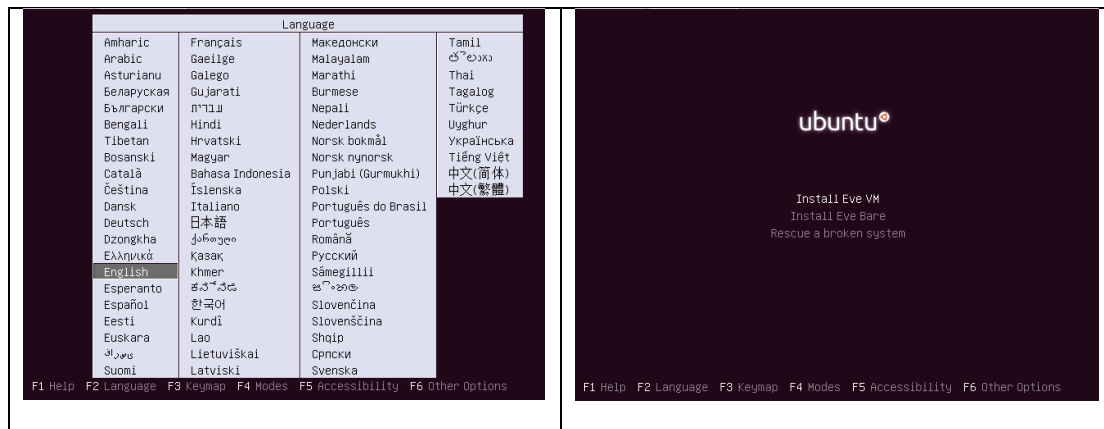 Language
Amharic
Arabic
Asturianu
Беларуская
Български
Bengali
Tibetan
Bosanski
Català
Čeština
Dansk
Deutsch
Dzongkha
Ελληνικά
English
Esperanto
Español
Eesti
Euskara
Suomi
Français
Gaeilge
Galego
Gujarati
עברית
Hindi
Hrvatski
Magyar
Bahasa Indonesia
Íslenska
Italiano
日本語
ქართული
Қазақ
Khmer
한국어
Kurdî
Lao
Lietuviškai
Latviski
Македонски
Malayalam
Marathi
Burmese
Nepali
Nederlands
Norsk bokmål
Norsk nynorsk
Punjabi (Gurmukhi)
Polski
Português do Brasil
Português
Română
Русский
Sámegillii
Slovenčina
Slovenščina
Shqip
Српски
Svenska
Tamil
Thai
Tagalog
Türkçe
Uyghur
Українська
Tiếng Việt
中文(简体)
中文(繁體)
F1 Help F2 Language F3 Keymap F4 Modes F5 Accessibility F6 Other Options
ubuntu
Install Eve VM
Install Eve Bare
Rescue a broken system
F1 Help F2 Language F3 Keymap F4 Modes F5 Accessibility F6 Other Options